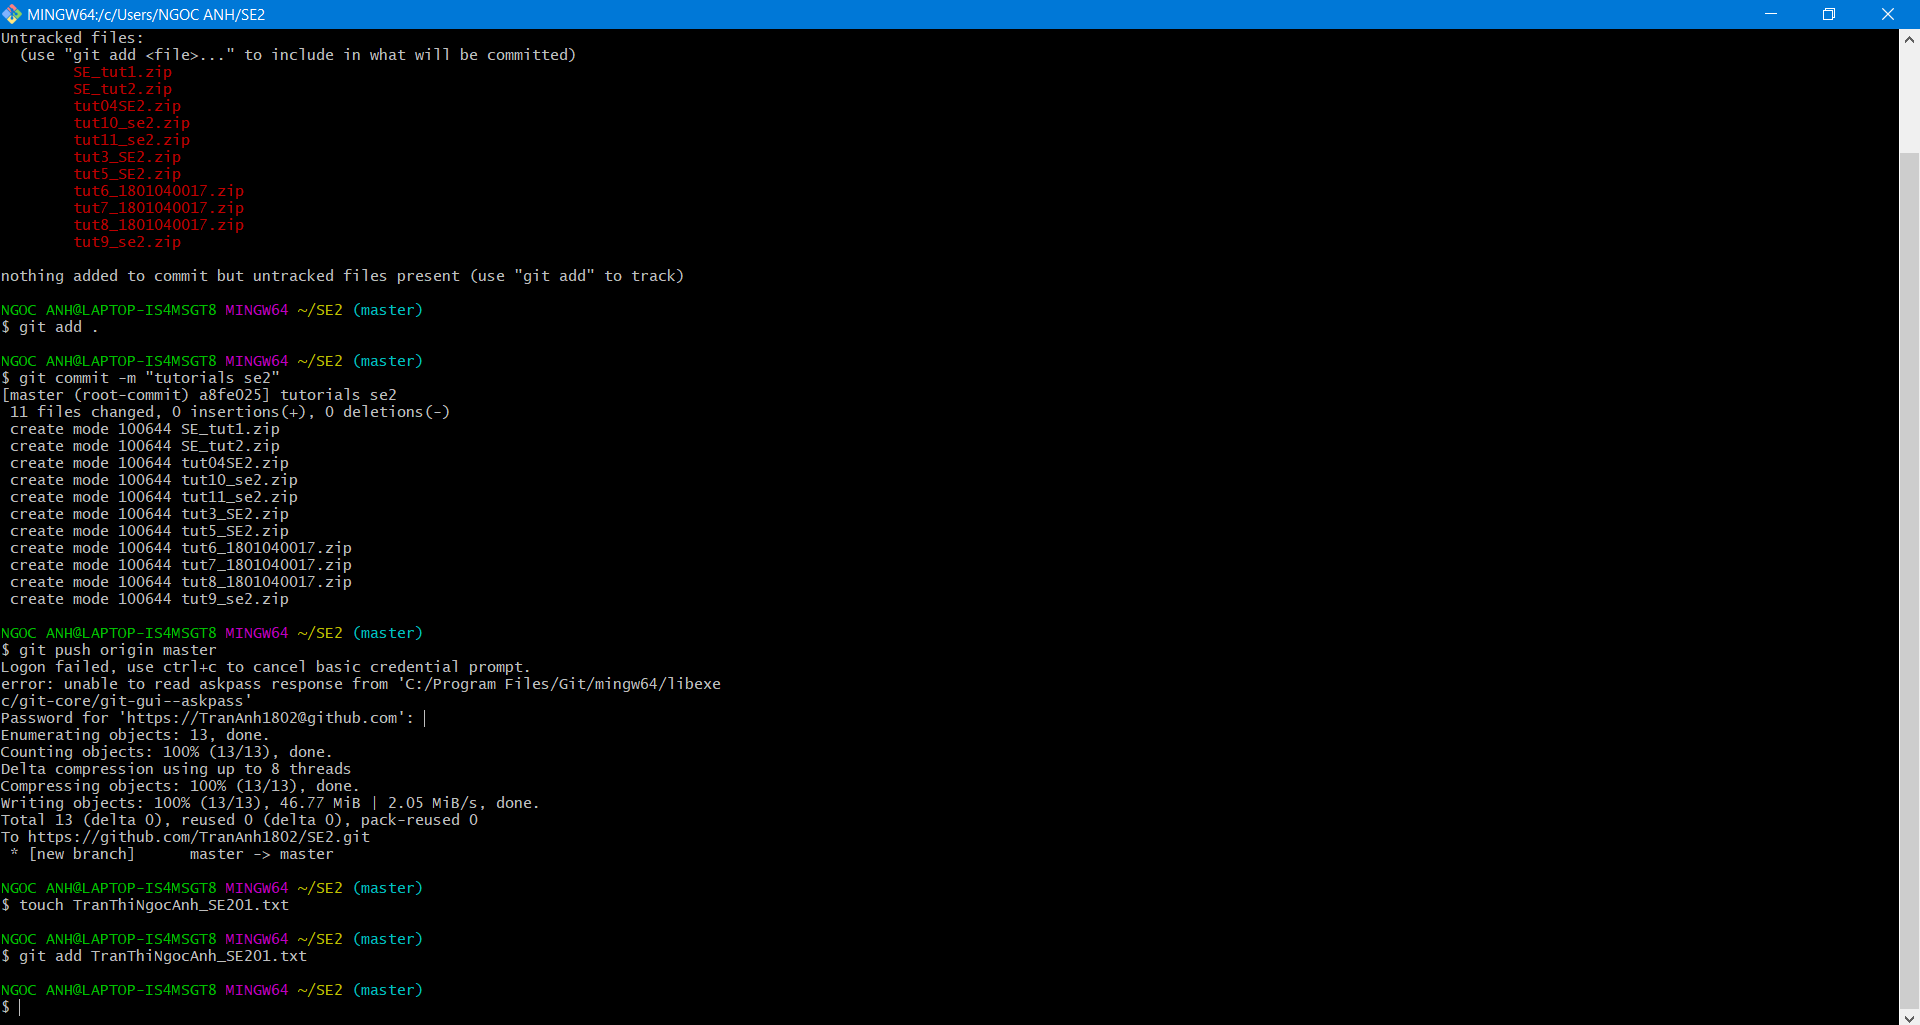 MINGW64:/c/Users/NGOC ANH/SE2
Untracked files:
  (use "git add <file>..." to include in what will be committed)
        SE_tut1.zip
        SE_tut2.zip
        tut04SE2.zip
        tut10_se2.zip
        tut11_se2.zip
        tut3_SE2.zip
        tut5_SE2.zip
        tut6_1801040017.zip
        tut7_1801040017.zip
        tut8_1801040017.zip
        tut9_se2.zip

nothing added to commit but untracked files present (use "git add" to track)

NGOC ANH@LAPTOP-IS4MSGT8 MINGW64 ~/SE2 (master)
$ git add .

NGOC ANH@LAPTOP-IS4MSGT8 MINGW64 ~/SE2 (master)
$ git commit -m "tutorials se2"
[master (root-commit) a8fe025] tutorials se2
 11 files changed, 0 insertions(+), 0 deletions(-)
 create mode 100644 SE_tut1.zip
 create mode 100644 SE_tut2.zip
 create mode 100644 tut04SE2.zip
 create mode 100644 tut10_se2.zip
 create mode 100644 tut11_se2.zip
 create mode 100644 tut3_SE2.zip
 create mode 100644 tut5_SE2.zip
 create mode 100644 tut6_1801040017.zip
 create mode 100644 tut7_1801040017.zip
 create mode 100644 tut8_1801040017.zip
 create mode 100644 tut9_se2.zip

NGOC ANH@LAPTOP-IS4MSGT8 MINGW64 ~/SE2 (master)
$ git push origin master
Logon failed, use ctrl+c to cancel basic credential prompt.
error: unable to read askpass response from 'C:/Program Files/Git/mingw64/libexe
c/git-core/git-gui--askpass'
Password for 'https://TranAnh1802@github.com':
Enumerating objects: 13, done.
Counting objects: 100% (13/13), done.
Delta compression using up to 8 threads
Compressing objects: 100% (13/13), done.
Writing objects: 100% (13/13), 46.77 MiB | 2.05 MiB/s, done.
Total 13 (delta 0), reused 0 (delta 0), pack-reused 0
To https://github.com/TranAnh1802/SE2.git
 * [new branch]      master -> master

NGOC ANH@LAPTOP-IS4MSGT8 MINGW64 ~/SE2 (master)
$ touch TranThiNgocAnh_SE201.txt

NGOC ANH@LAPTOP-IS4MSGT8 MINGW64 ~/SE2 (master)
$ git add TranThiNgocAnh_SE201.txt

NGOC ANH@LAPTOP-IS4MSGT8 MINGW64 ~/SE2 (master)
$